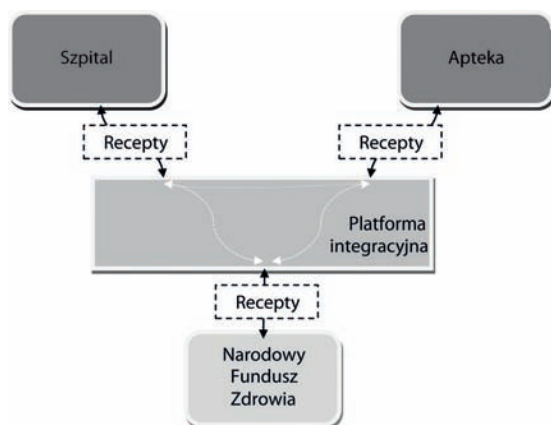 Szpital
Apteka
Recepty
Recepty
Platforma
integracyjna
Recepty
Narodowy
Fundusz
Zdrowia